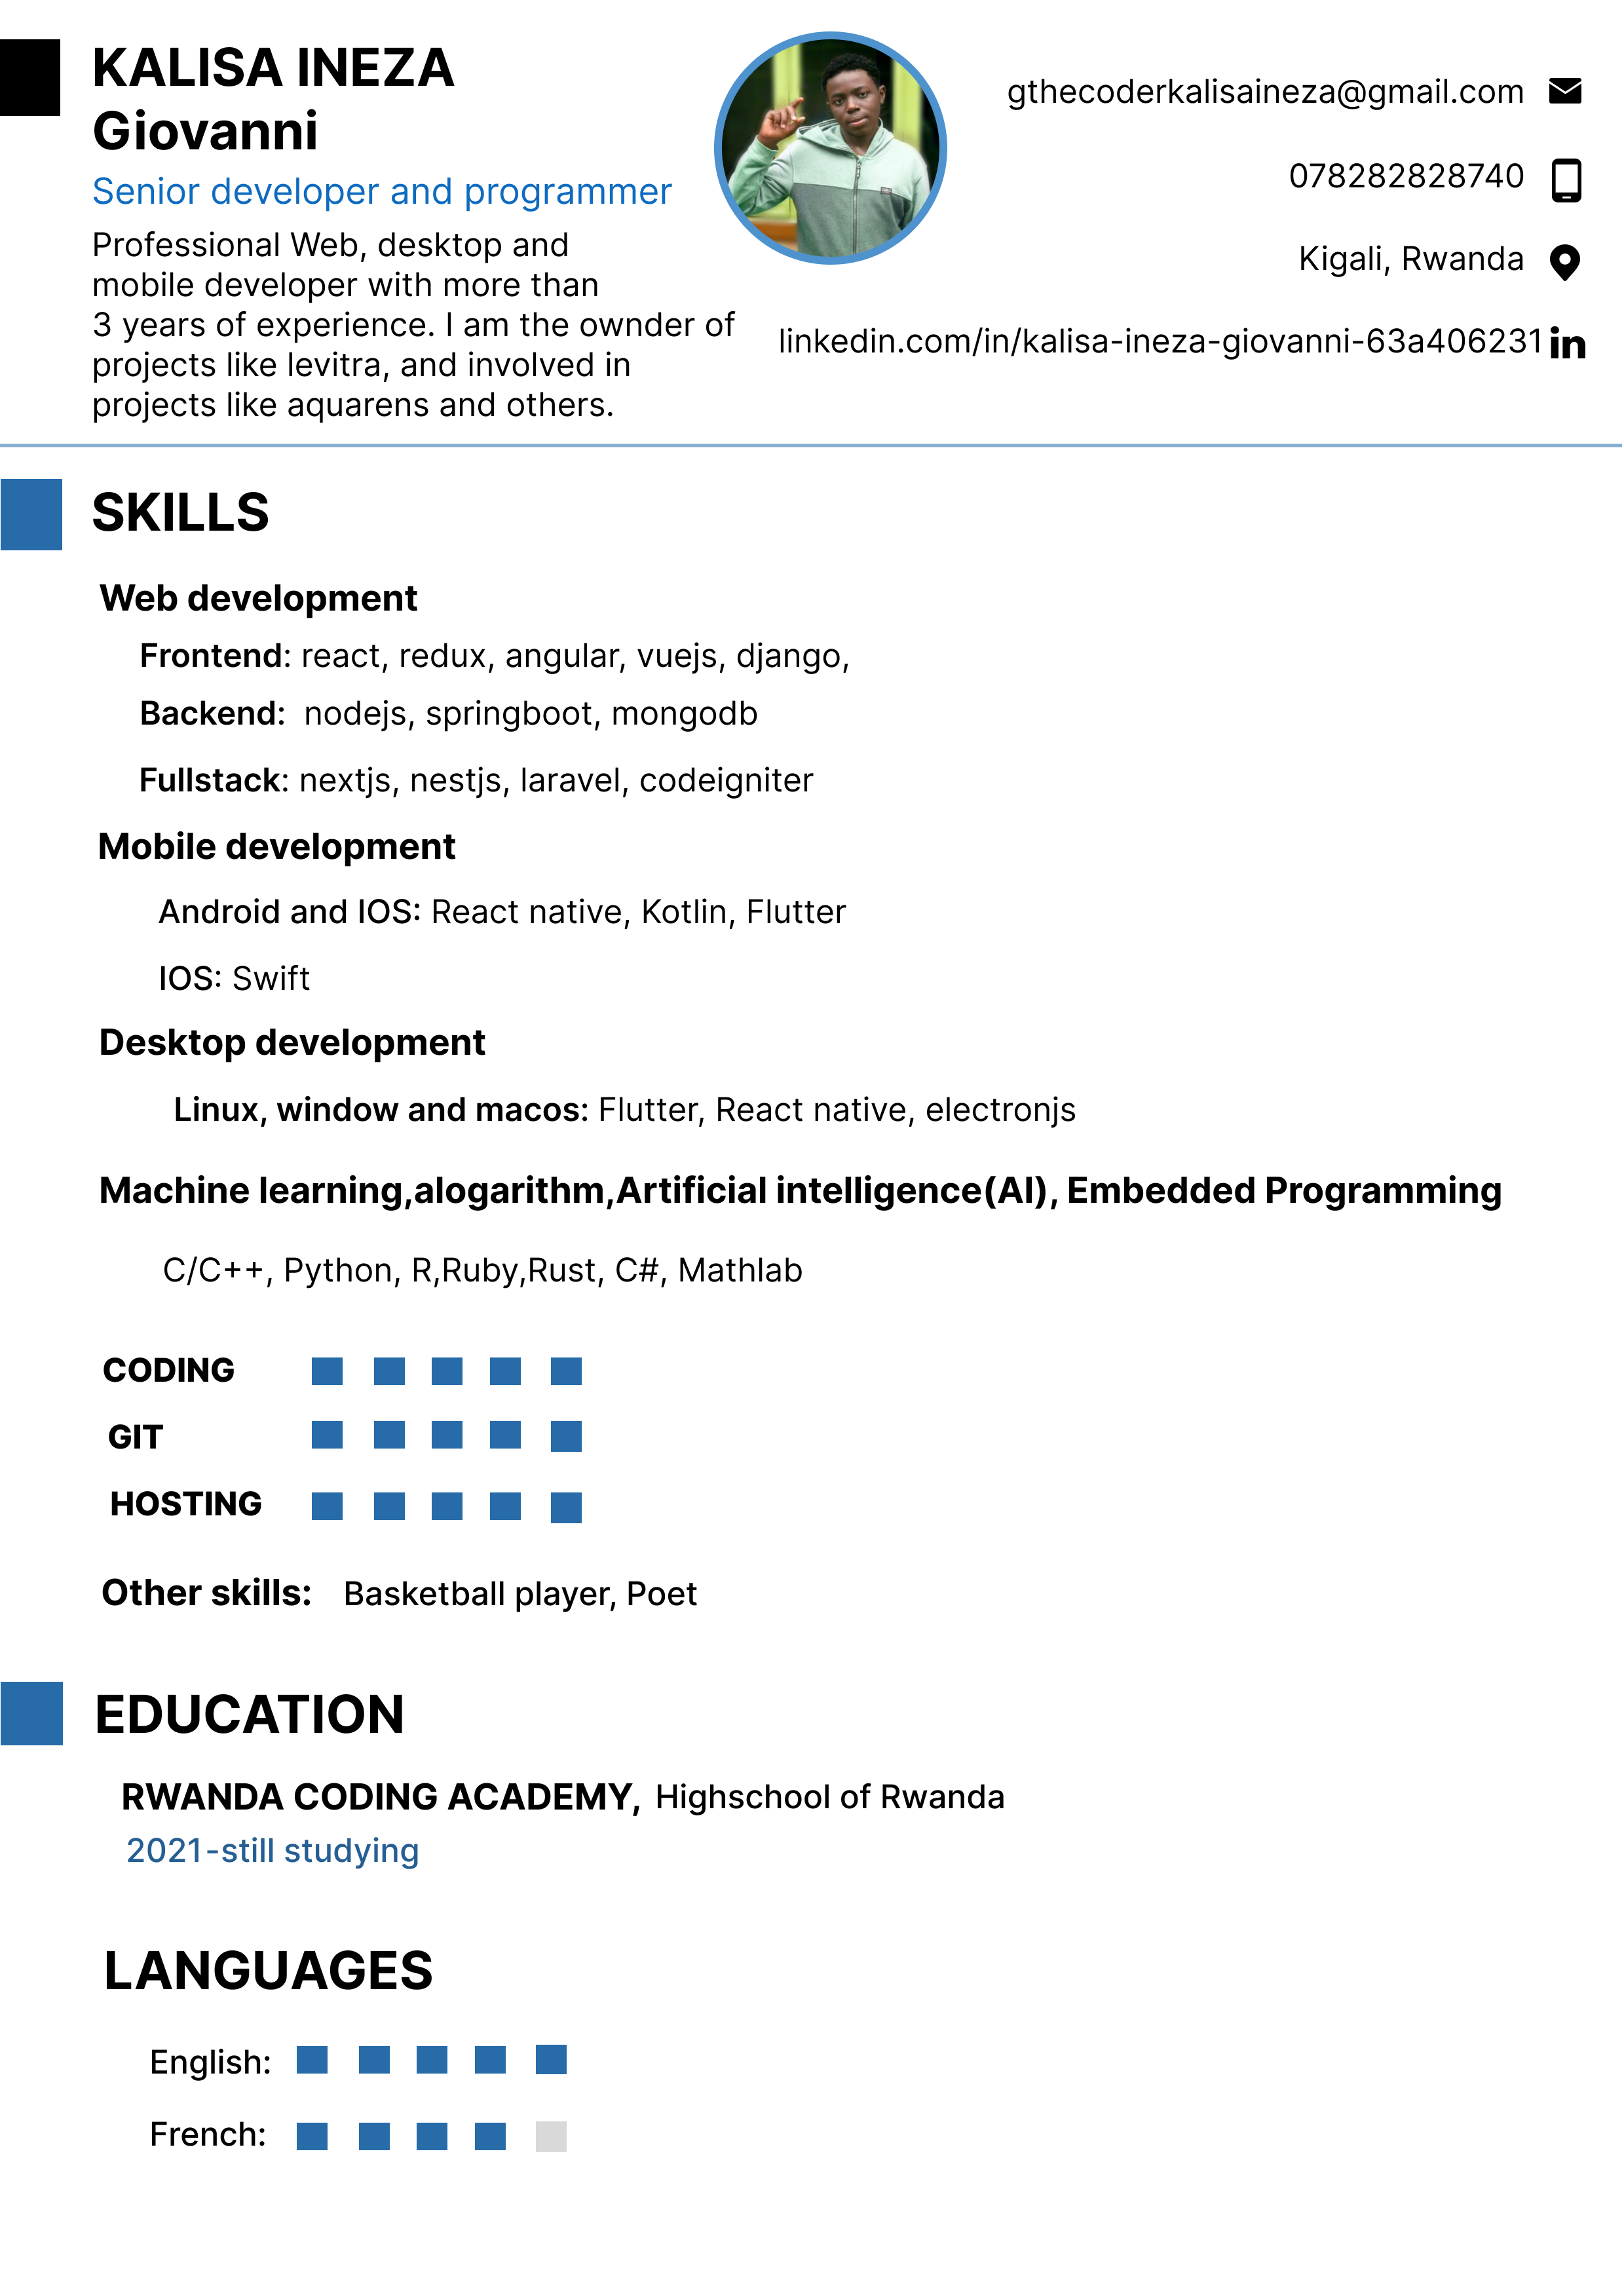 KALISA INEZA
Giovanni
Senior developer and programmer
Professional Web, desktop and
mobile developer with more than
3 years of experience. I am the ownder of
projects like levitra, and involved in
projects like aquarens and others.
gthecoderkalisaineza@gmail.com
078282828740
Kigali, Rwanda
linkedin.com/in/kalisa-ineza-giovanni-63a406231 in
SKILLS
Web development
Frontend: react, redux, angular, vuejs, django,
Backend: nodejs, springboot, mongodb
Fullstack: nextjs, nestjs, laravel, codeigniter
Mobile development
Android and IOS: React native, Kotlin, Flutter
IOS: Swift
Desktop development
Linux, window and macos: Flutter, React native, electronjs
Machine learning,alogarithm,Artificial intelligence(AI), Embedded Programming
C/C++, Python, R,Ruby,Rust, C#, Mathlab
CODING
GIT
HOSTING
Other skills: Basketball player, Poet
EDUCATION
RWANDA CODING ACADEMY, Highschool of Rwanda
2021-still studying
LANGUAGES
English:
French: